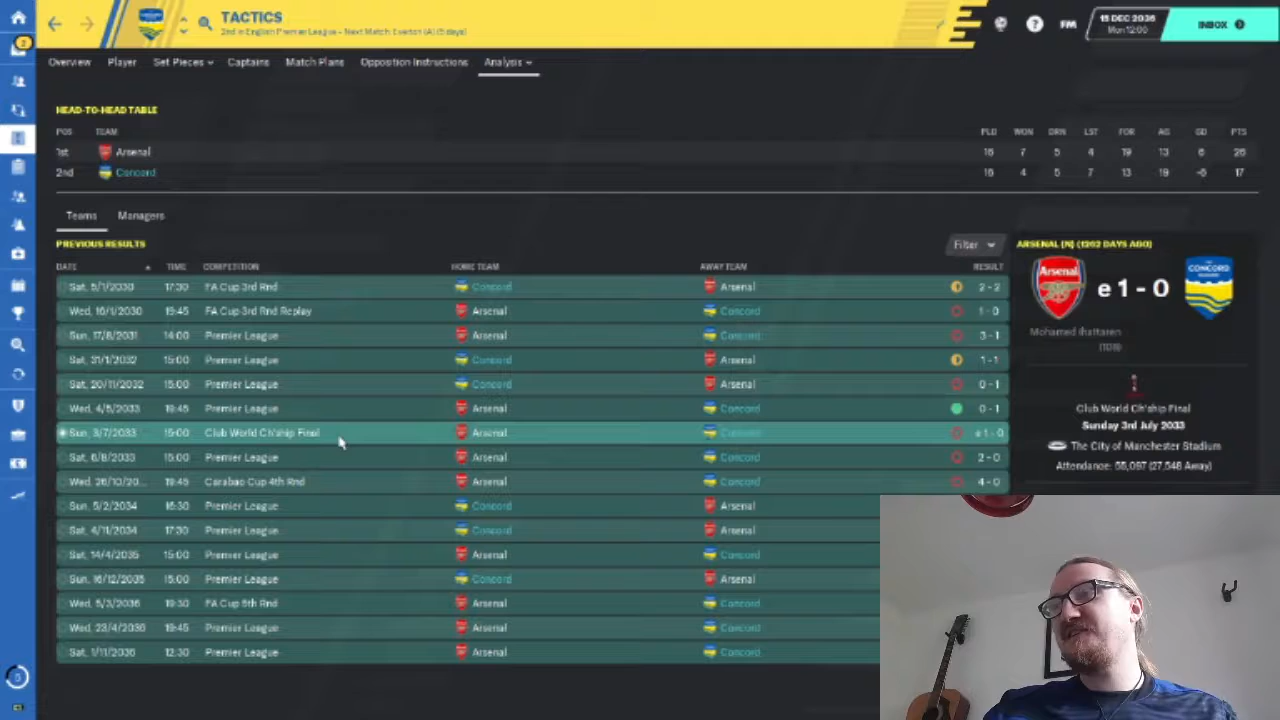 TACTICS
2nd in English Premier League - Next Match: Everton (A) (5 days)
15 DEC 2036
Mon 12:00
INBOX
FM
2
Overview Player Set Pieces Captains Match Plans Opposition Instructions Analysis
HEAD-TO-HEAD TABLE
POS TEAM PLD WON DRN LST FOR AG GD PTS
1st Arsenal 16 7 5 4 19 13 6 26
2nd Concord 16 4 5 7 13 19 -6 17
Teams Managers
PREVIOUS RESULTS Filter
DATE TIME COMPETITION HOME TEAM AWAY TEAM RESULT
Sat, 5/1/2030 17:30 FA Cup 3rd Rnd Concord Arsenal 2 - 2
Wed, 16/1/2030 19:45 FA Cup 3rd Rnd Replay Arsenal Concord 1 - 0
Sun, 17/8/2031 14:00 Premier League Arsenal Concord 3 - 1
Sat, 31/1/2032 15:00 Premier League Concord Arsenal 1 - 1
Sat, 20/11/2032 15:00 Premier League Concord Arsenal 0 - 1
Wed, 4/5/2033 19:45 Premier League Arsenal Concord 0 - 1
Sun, 3/7/2033 15:00 Club World Ch'ship Final Arsenal Concord e 1 - 0
Sat, 6/8/2033 15:00 Premier League Arsenal Concord 2 - 0
Wed, 26/10/20... 19:45 Carabao Cup 4th Rnd Arsenal Concord 4 - 0
Sun, 5/2/2034 16:30 Premier League Concord Arsenal
Sat, 4/11/2034 17:30 Premier League Concord Arsenal
Sat, 14/4/2035 15:00 Premier League Arsenal Concord
Sun, 16/12/2035 15:00 Premier League Concord Arsenal
Wed, 5/3/2036 19:30 FA Cup 5th Rnd Arsenal Concord
Wed, 23/4/2036 19:45 Premier League Arsenal Concord
Sat, 1/11/2036 12:30 Premier League Arsenal Concord
ARSENAL (N) (1262 DAYS AGO)
Arsenal
CONCORD
e 1 - 0
Mohamed Ihattaren
Club World Ch'ship Final
Sunday 3rd July 2033
The City of Manchester Stadium
Attendance: 55,097 (27,548 Away)